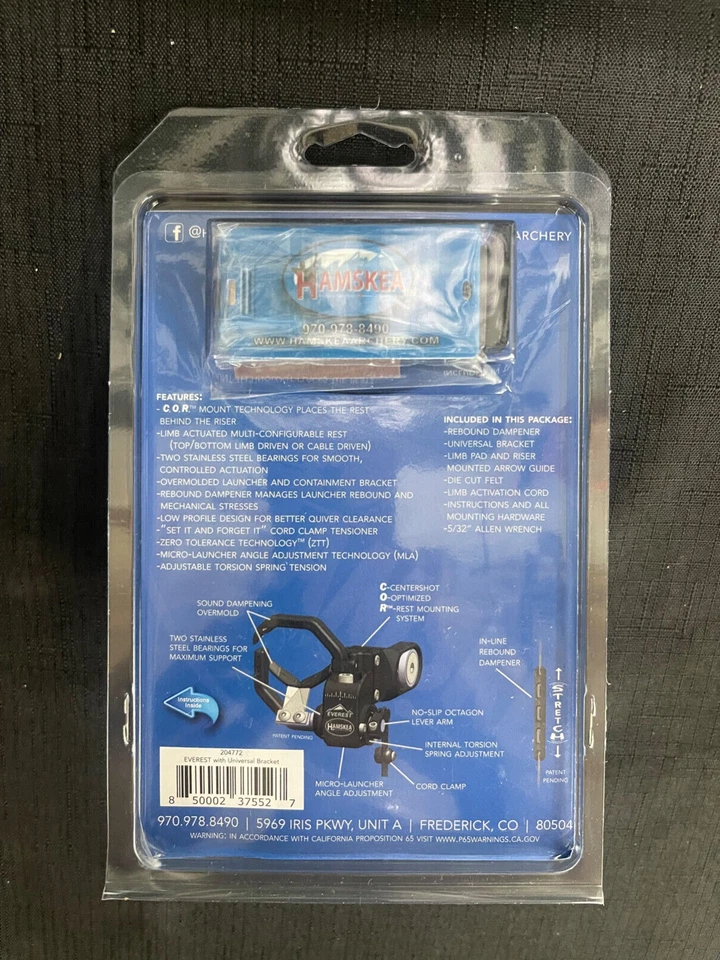 f @H
ARCHERY
HAMSKEA
970-978-8490
WWW.HAMSKEAARCHERY.COM
FEATURES:
- C.O.R.™ MOUNT TECHNOLOGY PLACES THE REST
BEHIND THE RISER
-LIMB ACTUATED MULTI-CONFIGURABLE REST
(TOP/BOTTOM LIMB DRIVEN OR CABLE DRIVEN)
-TWO STAINLESS STEEL BEARINGS FOR SMOOTH,
CONTROLLED ACTUATION
-OVERMOLDED LAUNCHER AND CONTAINMENT BRACKET
-REBOUND DAMPENER MANAGES LAUNCHER REBOUND AND
MECHANICAL STRESSES
-LOW PROFILE DESIGN FOR BETTER QUIVER CLEARANCE
-"SET IT AND FORGET IT" CORD CLAMP TENSIONER
-ZERO TOLERANCE TECHNOLOGY™ (ZTT)
-MICRO-LAUNCHER ANGLE ADJUSTMENT TECHNOLOGY (MLA)
-ADJUSTABLE TORSION SPRING TENSION
INCLUDED IN THIS PACKAGE:
-REBOUND DAMPENER
-UNIVERSAL BRACKET
-LIMB PAD AND RISER
MOUNTED ARROW GUIDE
-DIE CUT FELT
-LIMB ACTIVATION CORD
-INSTRUCTIONS AND ALL
MOUNTING HARDWARE
-5/32" ALLEN WRENCH
C-CENTERSHOT
O-OPTIMIZED
R™-REST MOUNTING
SYSTEM
SOUND DAMPENING
OVERMOLD
TWO STAINLESS
STEEL BEARINGS FOR
MAXIMUM SUPPORT
IN-LINE
REBOUND
DAMPENER
STRETCH
PATENT
PENDING
Instructions
Inside
EVEREST
HAMSKEA
PATENT PENDING
NO-SLIP OCTAGON
LEVER ARM
INTERNAL TORSION
SPRING ADJUSTMENT
CORD CLAMP
MICRO-LAUNCHER
ANGLE ADJUSTMENT
204772
EVEREST with Universal Bracket
8 50002 37552 7
970.978.8490 | 5969 IRIS PKWY, UNIT A | FREDERICK, CO | 80504
WARNING: IN ACCORDANCE WITH CALIFORNIA PROPOSITION 65 VISIT WWW.P65WARNINGS.CA.GOV